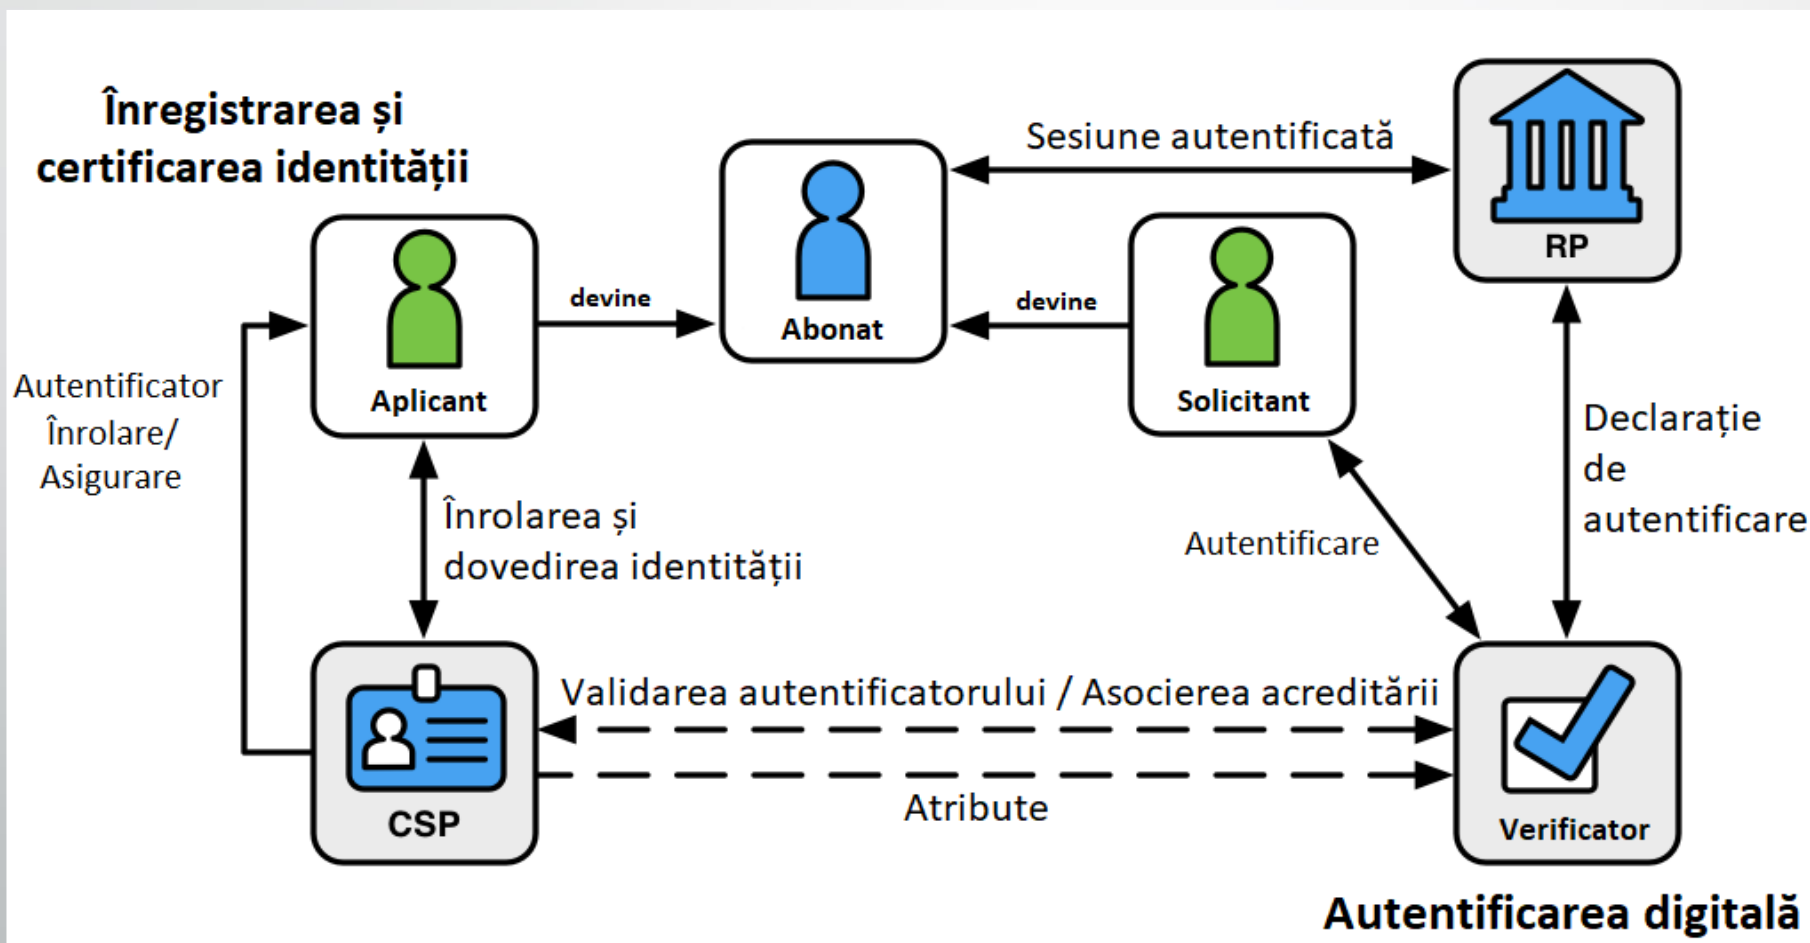 Înregistrarea și
certificarea identității
Sesiune autentificată
RP
devine
Abonat
devine
Aplicant
Solicitant
Autentificator
Înrolare/
Asigurare
Declarație
de
autentificare
Înrolarea și
dovedirea identității
Autentificare
Validarea autentificatorului / Asocierea acreditării
Atribute
CSP
Verificator
Autentificarea digitală